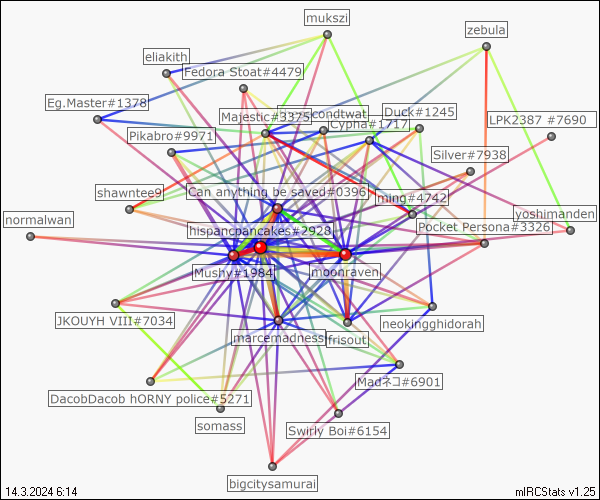 mukszi
zebula
eliakith
Fedora Stoat#4479
Eg.Master#1378
Majestic#3375
condtwat
Duck#1245
LPK2387 #7690
Cypha#1717
Pikabro#9971
Silver#7938
shawntee9
Can anything be saved#0396
ming#4742
normalwan
yoshimanden
hispancpancakes#2928
Pocket Persona#3326
Mushy#1984
moonraven
JKOUYH VIII#7034
neokingghidorah
marcemadness
frisout
Madネコ#6901
DacobDacob hORNY police#5271
somass
Swirly Boi#6154
bigcitysamurai
14.3.2024 6:14
mIRCStats v1.25